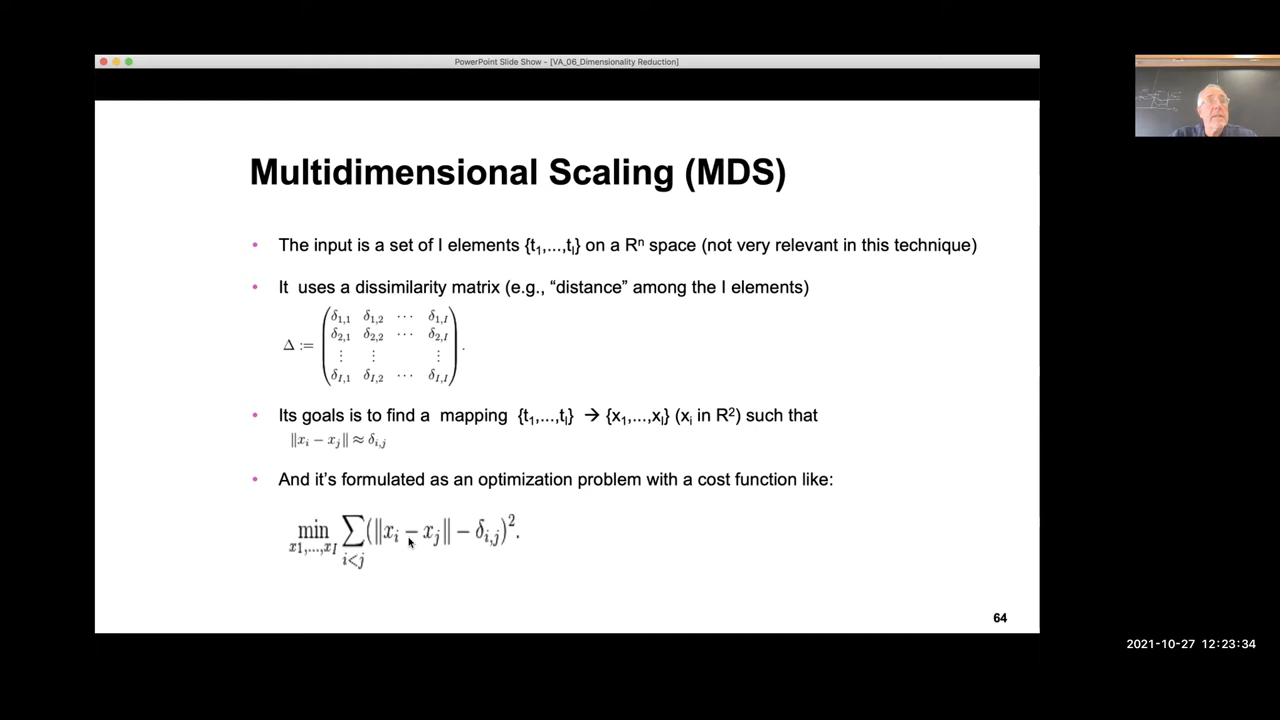 PowerPoint Slide Show - [VA_06_Dimensionality Reduction]
Multidimensional Scaling (MDS)
• The input is a set of I elements {t₁,...,tᵢ} on a Rⁿ space (not very relevant in this technique)
• It uses a dissimilarity matrix (e.g., “distance” among the I elements)
δ1,1 δ1,2 ⋯ δ1,I
δ2,1 δ2,2 ⋯ δ2,I
Δ :=
⋮ ⋮ ⋮
δI,1 δI,2 ⋯ δI,I .
• Its goals is to find a mapping {t₁,...,tᵢ} → {x₁,...,xᵢ} (xᵢ in R²) such that
‖xᵢ − xⱼ‖ ≈ δi,j
• And it’s formulated as an optimization problem with a cost function like:
min x1,...,xI ∑ i<j (‖xᵢ − xⱼ‖ − δi,j)².
64
2021-10-27 12:23:34